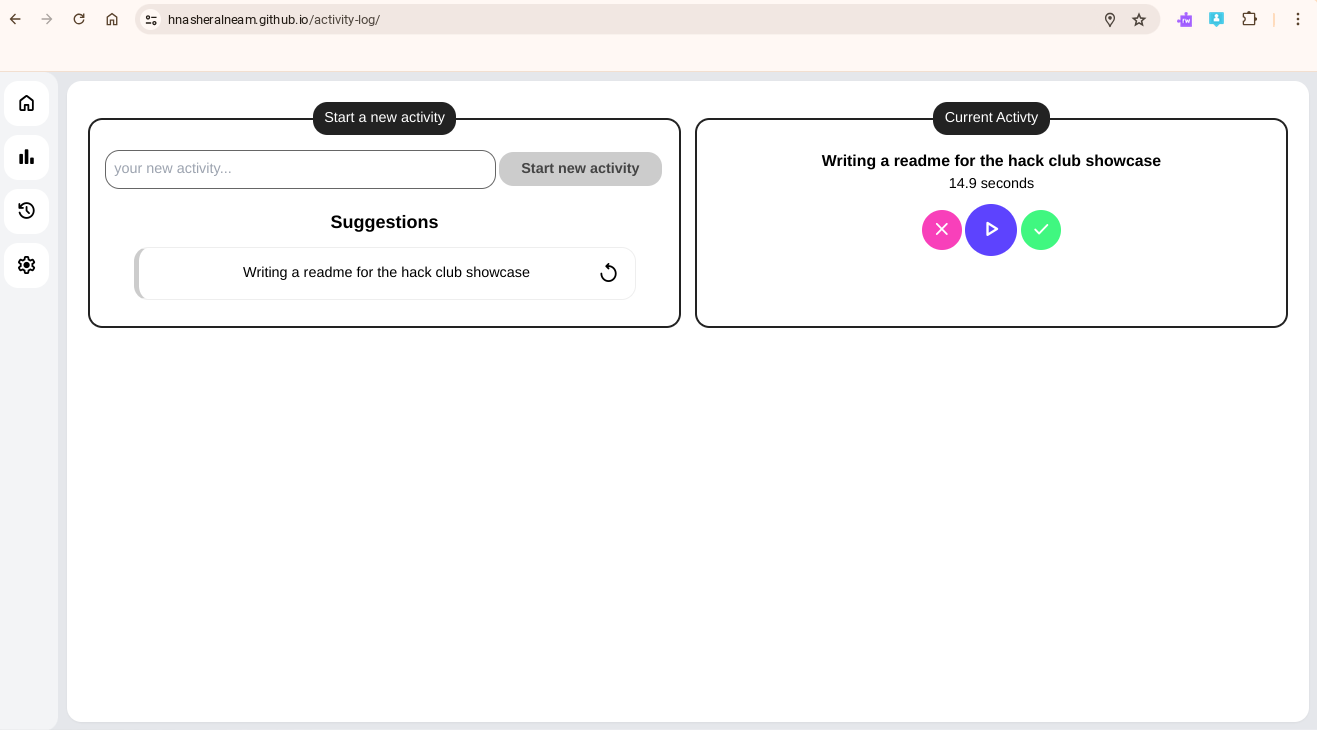 hnasheralneam.github.io/activity-log/
Start a new activity
your new activity...
Start new activity
Suggestions
Writing a readme for the hack club showcase
Current Activty
Writing a readme for the hack club showcase
14.9 seconds